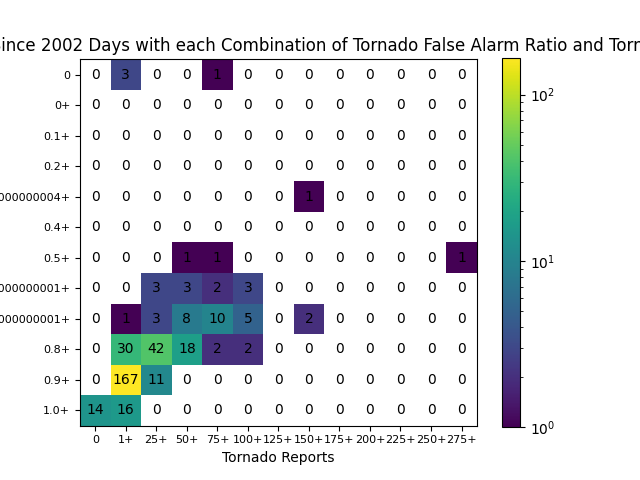 ince 2002 Days with each Combination of Tornado False Alarm Ratio and Torn
0 0 3 0 0 1 0 0 0 0 0 0 0 0
0+ 0 0 0 0 0 0 0 0 0 0 0 0 0
0.1+ 0 0 0 0 0 0 0 0 0 0 0 0 0
0.2+ 0 0 0 0 0 0 0 0 0 0 0 0 0
000000004+ 0 0 0 0 0 0 0 1 0 0 0 0 0
0.4+ 0 0 0 0 0 0 0 0 0 0 0 0 0
0.5+ 0 0 0 1 1 0 0 0 0 0 0 0 1
000000001+ 0 0 3 3 2 3 0 0 0 0 0 0 0
000000001+ 0 1 3 8 10 5 0 2 0 0 0 0 0
0.8+ 0 30 42 18 2 2 0 0 0 0 0 0 0
0.9+ 0 167 11 0 0 0 0 0 0 0 0 0 0
1.0+ 14 16 0 0 0 0 0 0 0 0 0 0 0
0 1+ 25+ 50+ 75+ 100+ 125+ 150+ 175+ 200+ 225+ 250+ 275+
Tornado Reports
10²
10¹
10⁰